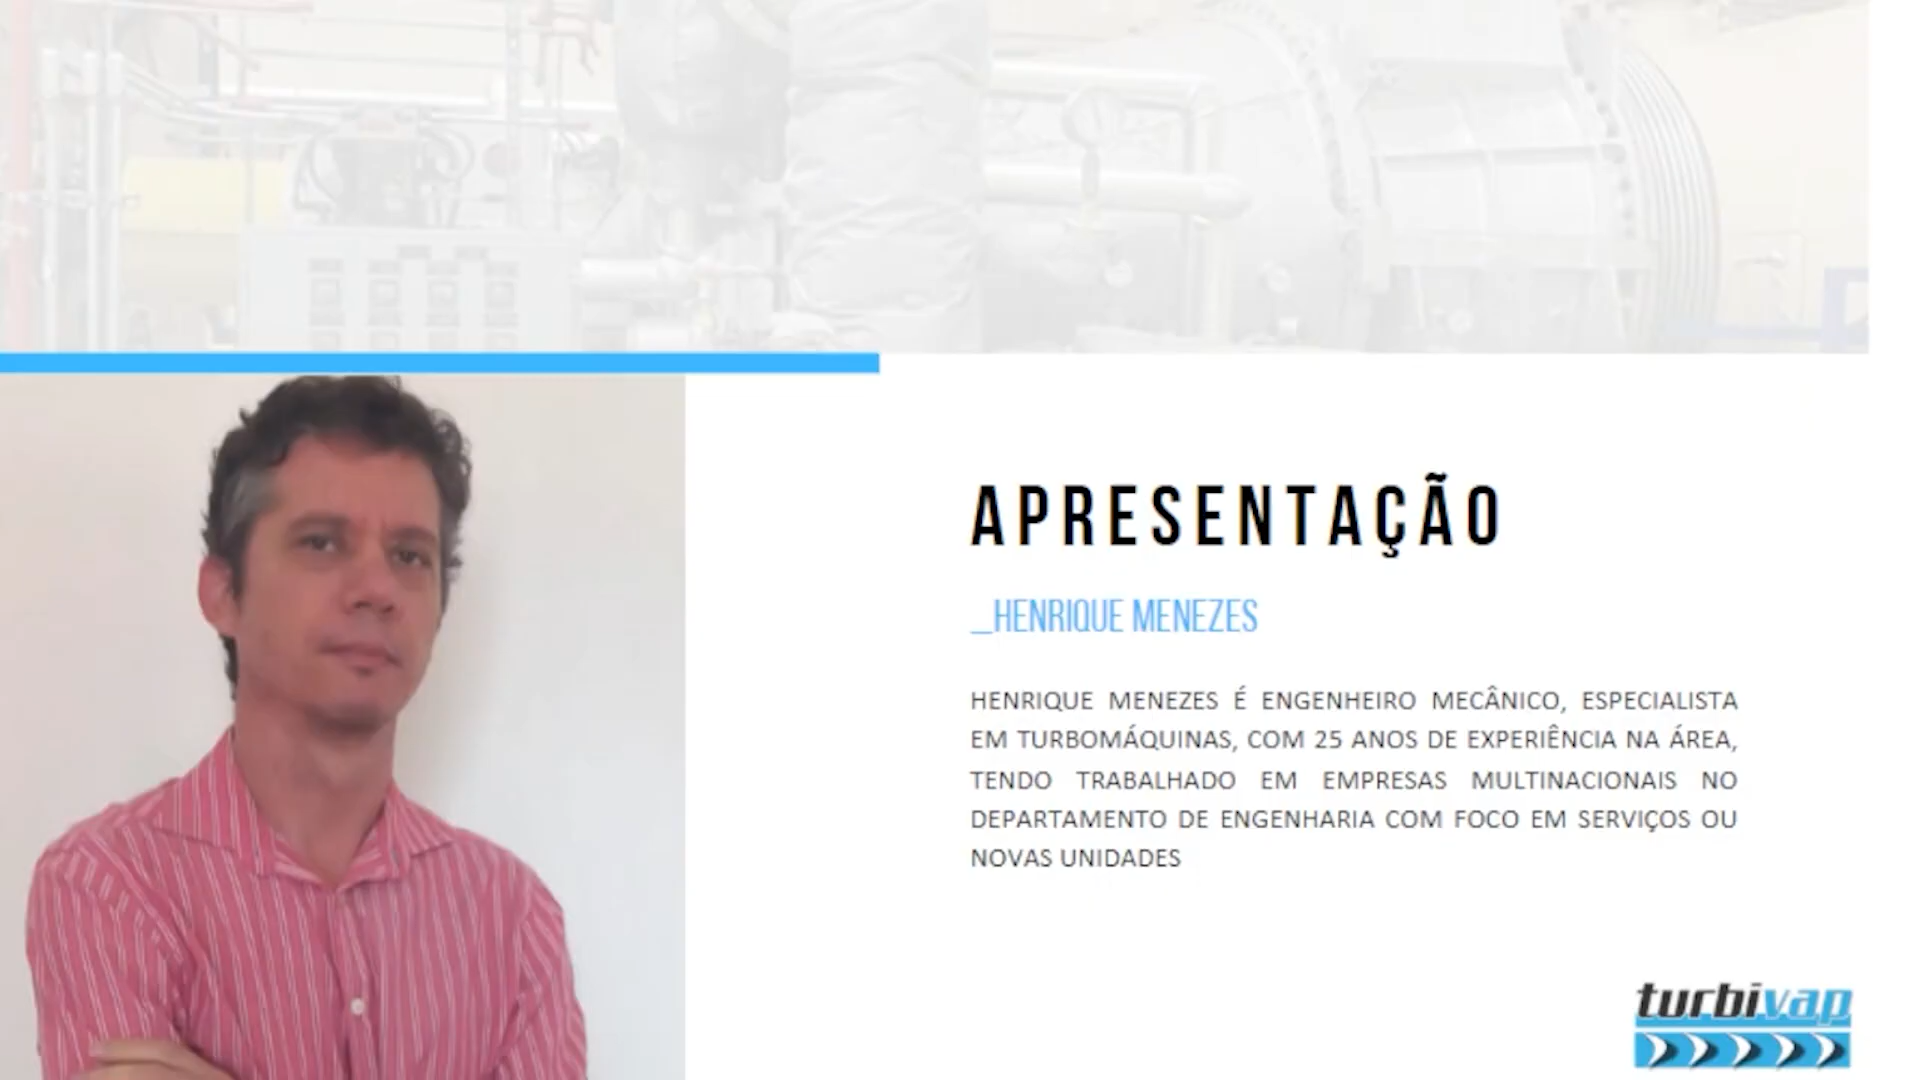 APRESENTAÇÃO
_HENRIQUE MENEZES
HENRIQUE MENEZES É ENGENHEIRO MECÂNICO, ESPECIALISTA
EM TURBOMÁQUINAS, COM 25 ANOS DE EXPERIÊNCIA NA ÁREA,
TENDO TRABALHADO EM EMPRESAS MULTINACIONAIS NO
DEPARTAMENTO DE ENGENHARIA COM FOCO EM SERVIÇOS OU
NOVAS UNIDADES
turbivap